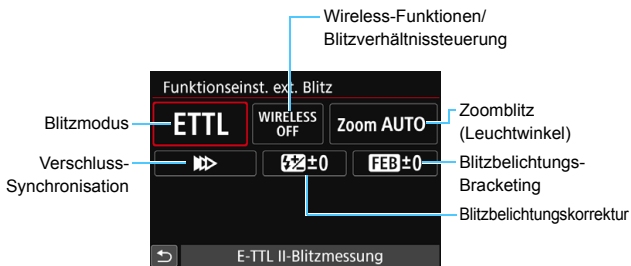 Wireless-Funktionen/
Blitzverhältnissteuerung
Funktionseinst. ext. Blitz
Blitzmodus
ETTL
WIRELESS
OFF
Zoom AUTO
Zoomblitz
(Leuchtwinkel)
Verschluss-
Synchronisation
±0
FEB±0
Blitzbelichtungs-
Bracketing
Blitzbelichtungskorrektur
E-TTL II-Blitzmessung